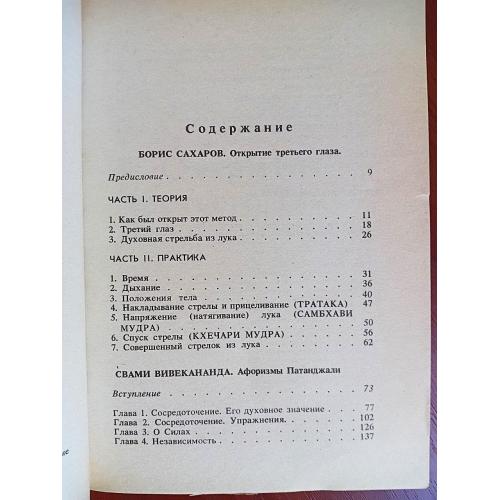 Содержание
БОРИС САХАРОВ. Открытие третьего глаза.
Предисловие . . . . . . . . . . . . . . . . 9
ЧАСТЬ I. ТЕОРИЯ
1. Как был открыт этот метод . . . . . . . . . 11
2. Третий глаз . . . . . . . . . . . . . . . 18
3. Духовная стрельба из лука . . . . . . . . . 26
ЧАСТЬ II. ПРАКТИКА
1. Время . . . . . . . . . . . . . . . . . 31
2. Дыхание . . . . . . . . . . . . . . . . 36
3. Положения тела . . . . . . . . . . . . . 40
4. Накладывание стрелы и прицеливание (ТРАТАКА) 47
5. Напряжение (натягивание) лука (САМБХАВИ
МУДРА) . . . . . . . . . . . . . . . . 50
6. Спуск стрелы (КХЕЧАРИ МУДРА) . . . . . . 56
7. Совершенный стрелок из лука . . . . . . . . 62
СВАМИ ВИВЕКАНАНДА. Афоризмы Патанджали
Вступление . . . . . . . . . . . . . . . . 73
Глава 1. Сосредоточение. Его духовное значение . . . 77
Глава 2. Сосредоточение. Упражнения. . . . . . . 102
Глава 3. О Силах . . . . . . . . . . . . . 126
Глава 4. Независимость . . . . . . . . . . . 137